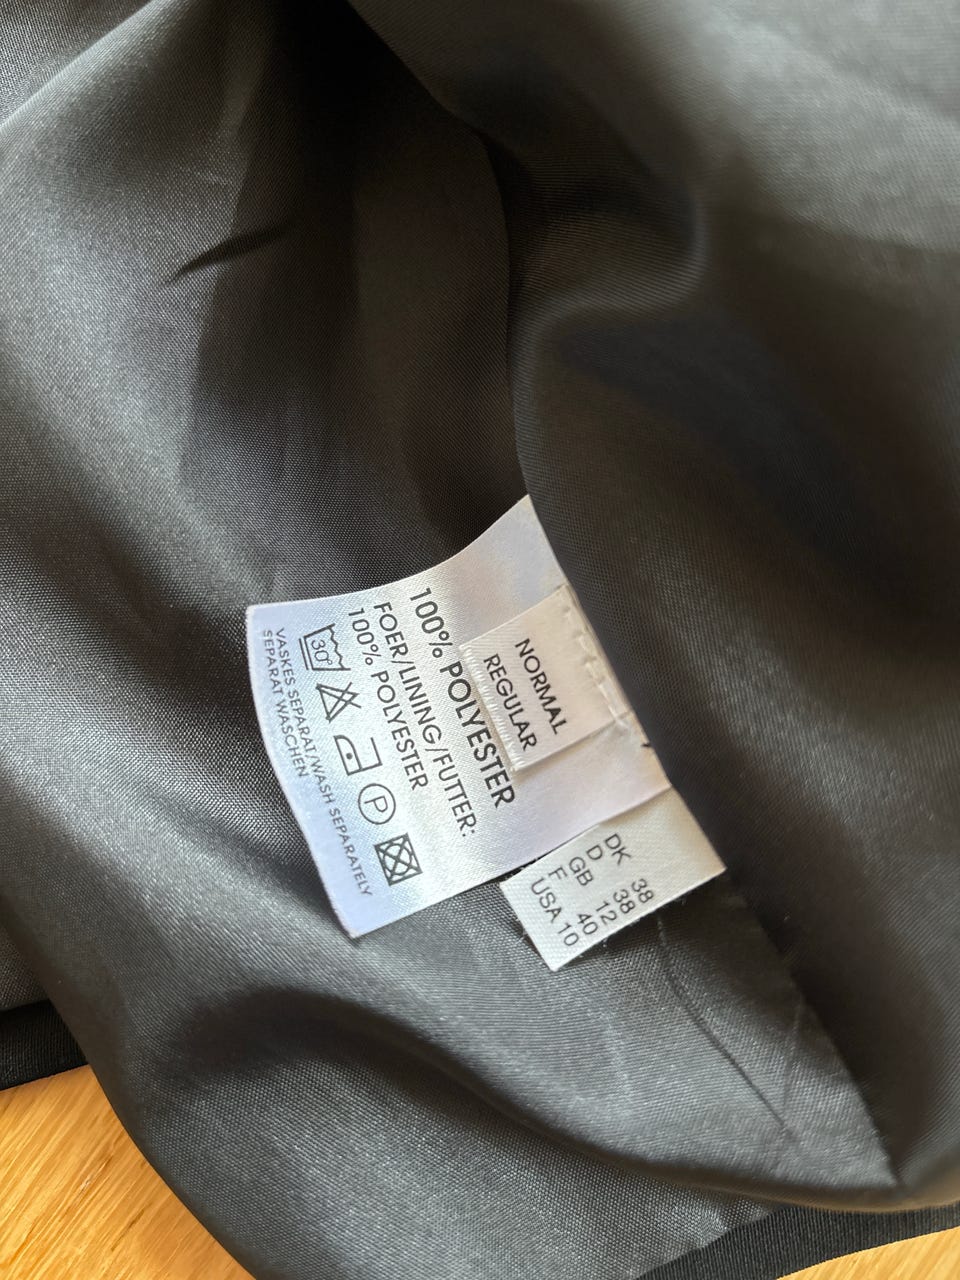 NORMAL
REGULAR
100% POLYESTER
FOER/LINING/FUTTER:
100% POLYESTER
30°
P
VASKES SEPARAT/WASH SEPARATELY
SEPARAT WASCHEN
DK 38
D 38
GB 12
F 40
USA 10